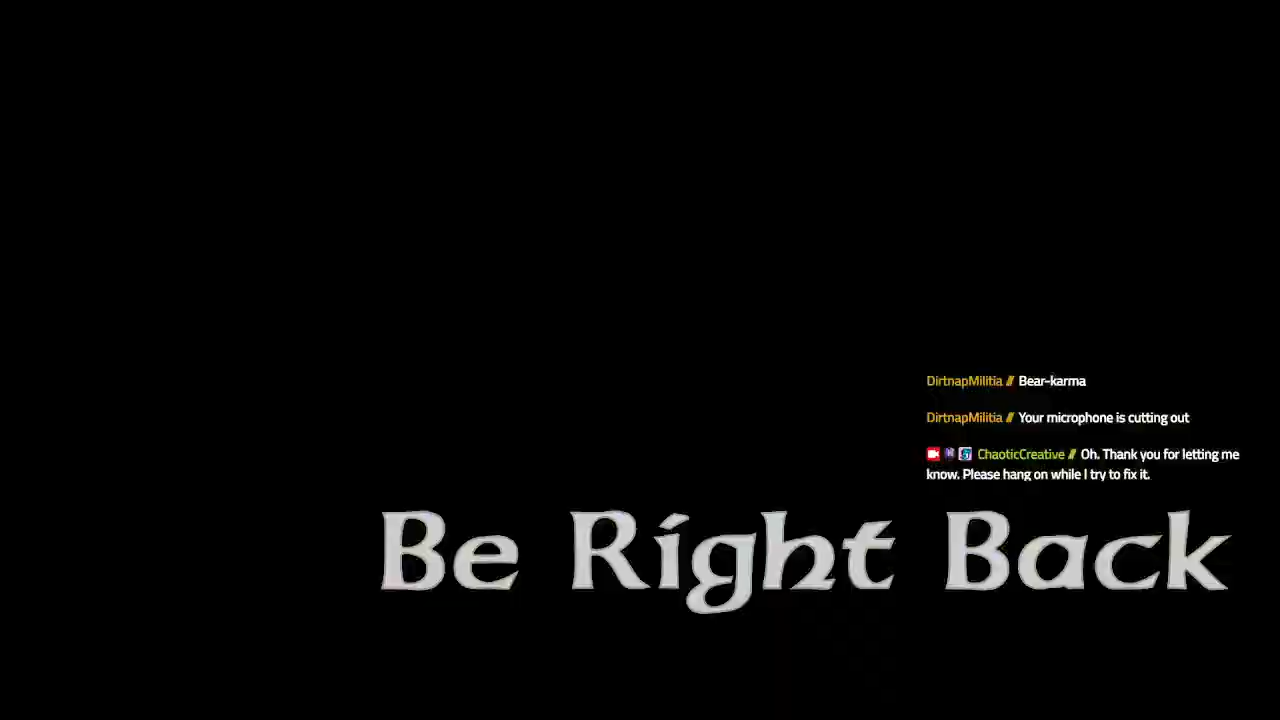 DirtnapMilitia // Bear-karma
DirtnapMilitia // Your microphone is cutting out
ChaoticCreative // Oh. Thank you for letting me
know. Please hang on while I try to fix it.
Be Right Back